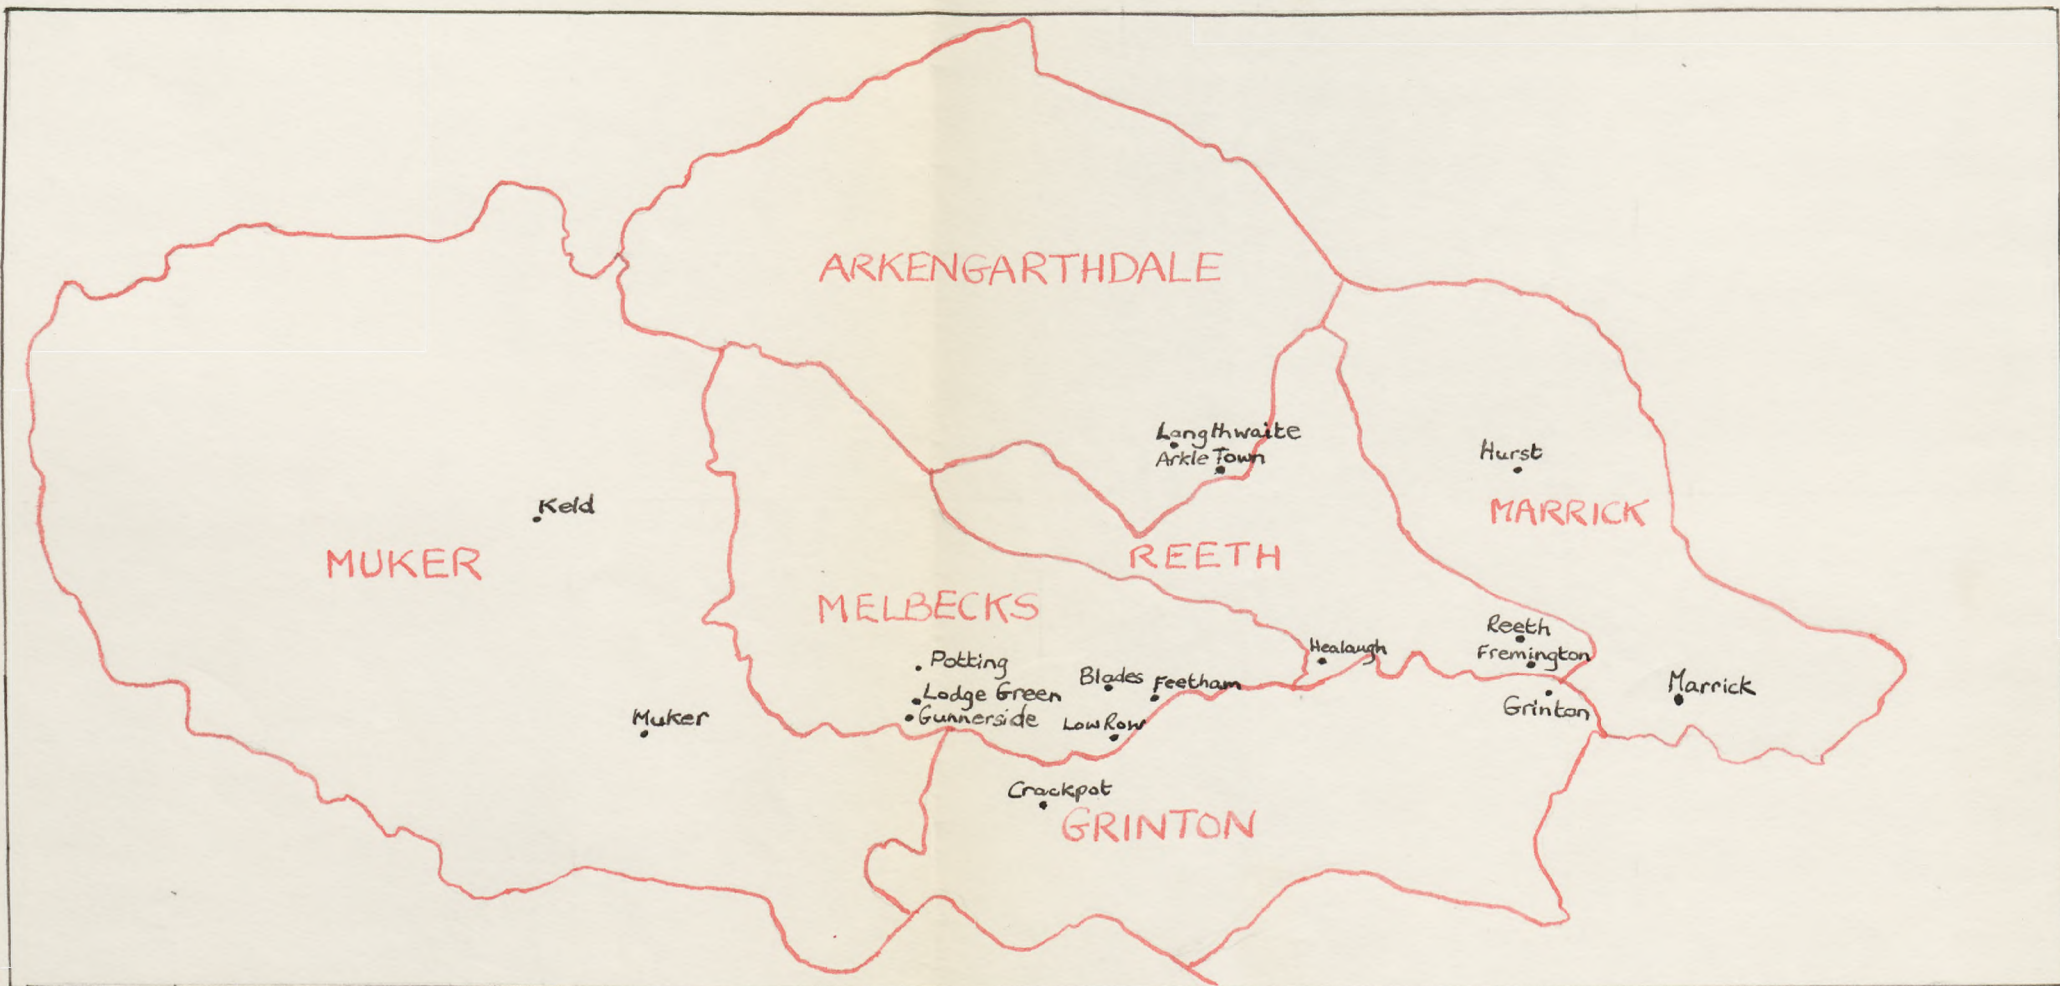 ARKENGARTHDALE
Langthwaite
Arkle Town
Hurst
Keld
MARRICK
MUKER
REETH
MELBECKS
Reeth
Healaugh
Fremington
Potting
Blades
Feetham
Lodge Green
Marrick
Gunnerside
Muker
Low Row
Grinton
Crackpot
GRINTON